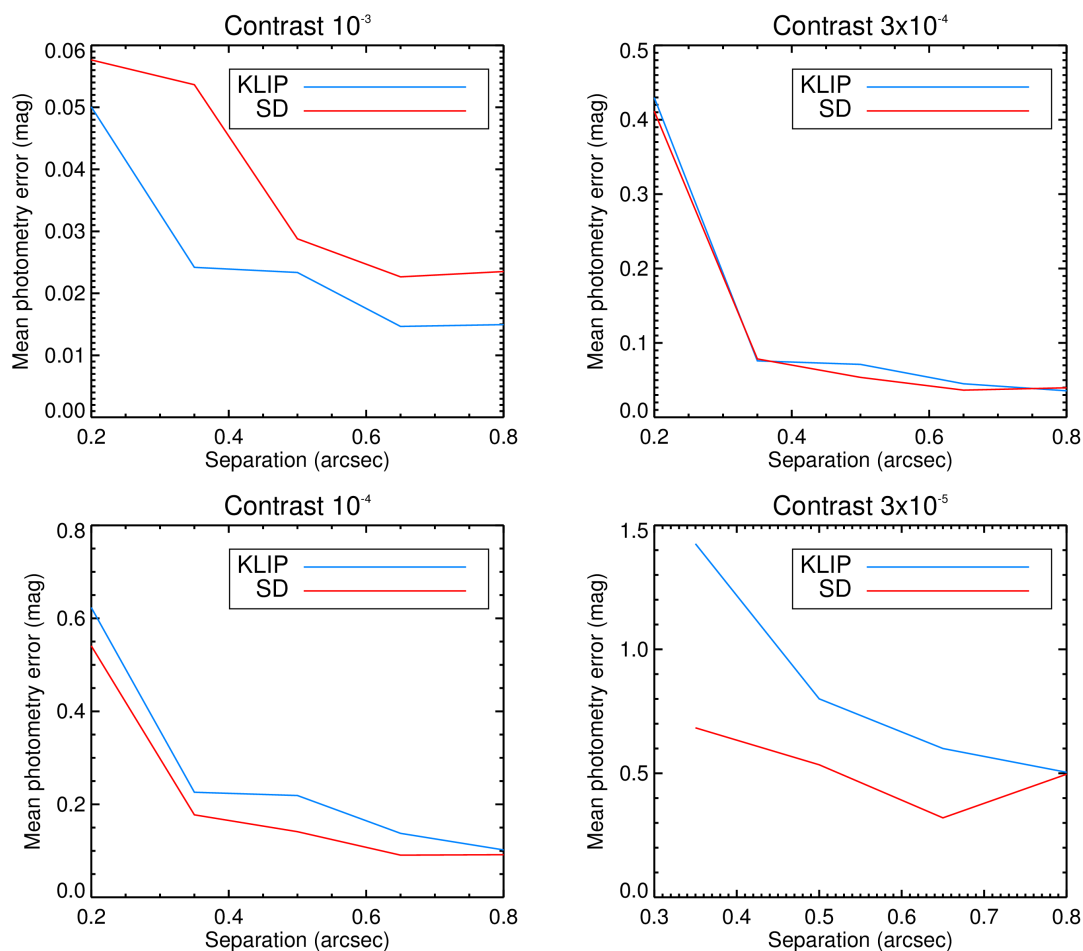 Contrast 10⁻³
KLIP
SD
0.06
0.05
0.04
0.03
0.02
0.01
0.00
Mean photometry error (mag)
0.2 0.4 0.6 0.8
Separation (arcsec)
Contrast 3x10⁻⁴
KLIP
SD
0.5
0.4
0.3
0.2
0.1
0.0
Mean photometry error (mag)
0.2 0.4 0.6 0.8
Separation (arcsec)
Contrast 10⁻⁴
KLIP
SD
0.8
0.6
0.4
0.2
0.0
Mean photometry error (mag)
0.2 0.4 0.6 0.8
Separation (arcsec)
Contrast 3x10⁻⁵
KLIP
SD
1.5
1.0
0.5
0.0
Mean photometry error (mag)
0.3 0.4 0.5 0.6 0.7 0.8
Separation (arcsec)